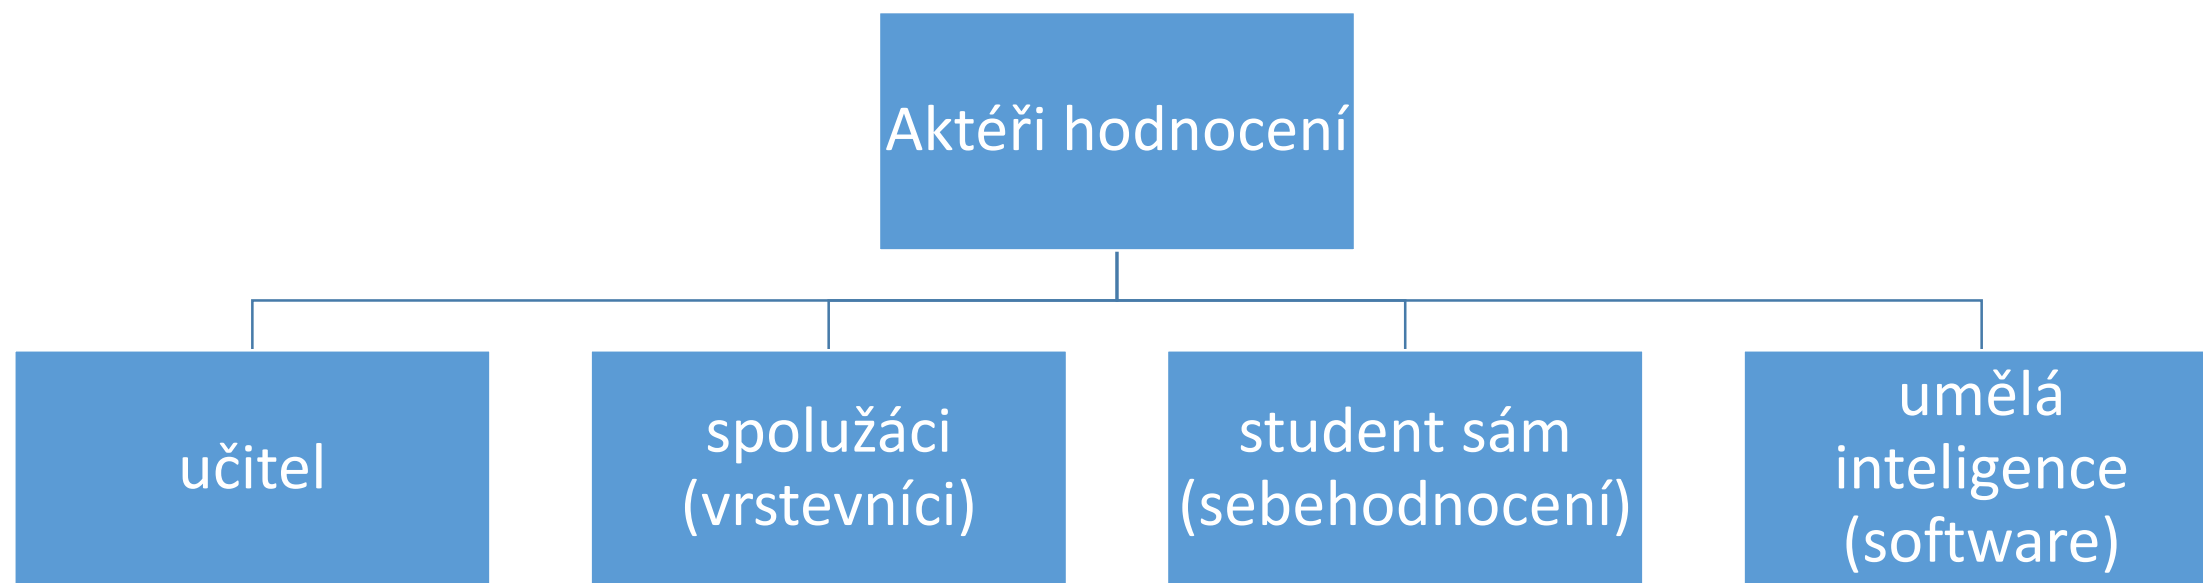 Aktéři hodnocení
učitel
spolužáci
(vrstevníci)
student sám
(sebehodnocení)
umělá
inteligence
(software)